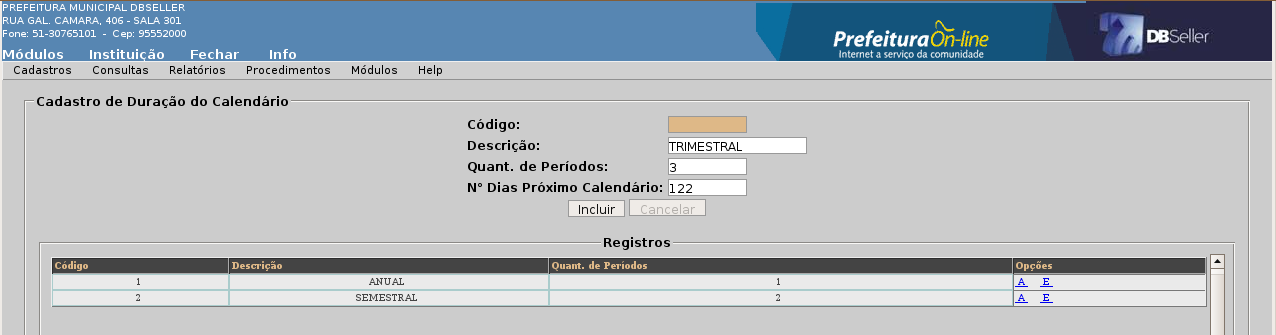 PREFEITURA MUNICIPAL DBSELLER
RUA GAL. CAMARA, 406 - SALA 301
Fone: 51-30765101 - Cep: 95552000
PrefeituraOn-line
Internet a serviço da comunidade
DBSeller
Módulos Instituição Fechar Info
Cadastros Consultas Relatórios Procedimentos Módulos Help
Cadastro de Duração do Calendário
Código:
Descrição: TRIMESTRAL
Quant. de Períodos: 3
N° Dias Próximo Calendário: 122
Incluir Cancelar
Registros
Código Descrição Quant. de Períodos Opções
1 ANUAL 1 A E
2 SEMESTRAL 2 A E